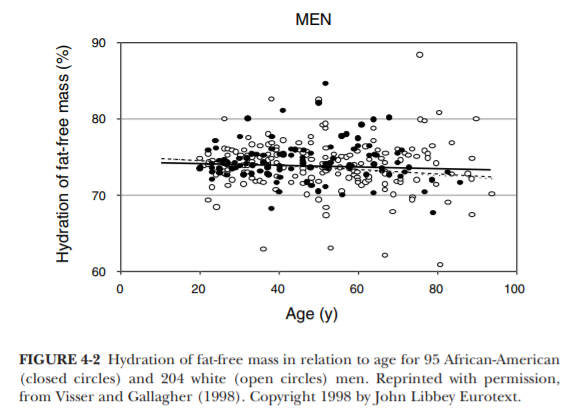 MEN
Hydration of fat-free mass (%)
90
80
70
60
0
20
40
60
80
100
Age (y)
FIGURE 4-2 Hydration of fat-free mass in relation to age for 95 African-American
(closed circles) and 204 white (open circles) men. Reprinted with permission,
from Visser and Gallagher (1998). Copyright 1998 by John Libbey Eurotext.